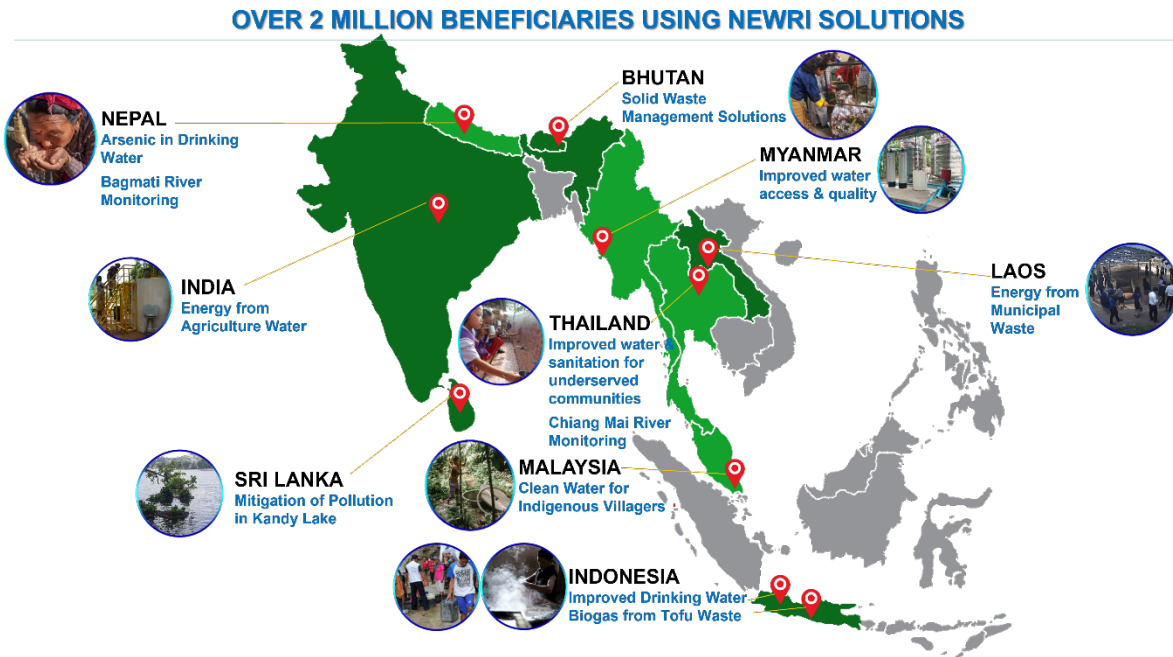 OVER 2 MILLION BENEFICIARIES USING NEWRI SOLUTIONS
NEPAL
Arsenic in Drinking
Water
Bagmati River
Monitoring
BHUTAN
Solid Waste
Management Solutions
MYANMAR
Improved water
access & quality
INDIA
Energy from
Agriculture Water
LAOS
Energy from
Municipal
Waste
THAILAND
Improved water &
sanitation for
underserved
communities
Chiang Mai River
Monitoring
SRI LANKA
Mitigation of Pollution
in Kandy Lake
MALAYSIA
Clean Water for
Indigenous Villagers
INDONESIA
Improved Drinking Water
Biogas from Tofu Waste